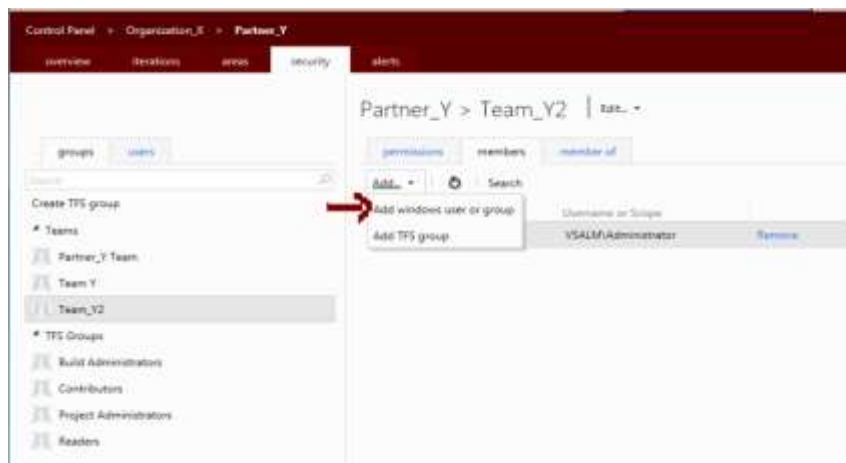 Control Panel > Organization_X > Partner_Y
overview iterations areas security alerts
Partner_Y > Team_Y2 | Edit...
groups users
permissions members member of
Search
Add... Search
Create TFS group
Add windows user or group
Username or Scope
Teams
Add TFS group
VSALM\Administrator Remove
Partner_Y Team
Team Y
Team_Y2
TFS Groups
Build Administrators
Contributors
Project Administrators
Readers